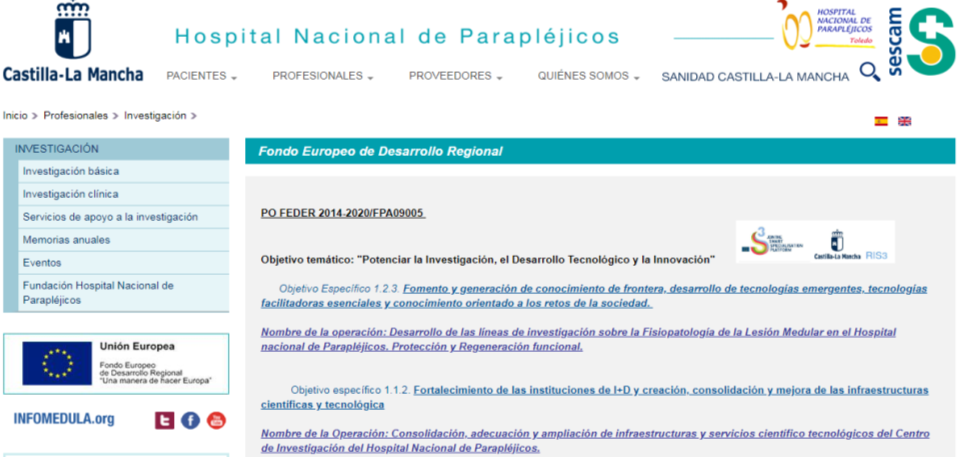 HOSPITAL
NACIONAL DE
PARAPLÉJICOS
Toledo
sescam
Hospital Nacional de Parapléjicos
Castilla-La Mancha
PACIENTES
PROFESIONALES
PROVEEDORES
QUIÉNES SOMOS
SANIDAD CASTILLA-LA MANCHA
Inicio > Profesionales > Investigación >
INVESTIGACIÓN
Investigación básica
Investigación clínica
Servicios de apoyo a la investigación
Memorias anuales
Eventos
Fundación Hospital Nacional de
Parapléjicos
Unión Europea
Fondo Europeo
de Desarrollo Regional
"Una manera de hacer Europa"
INFOMEDULA.org
Fondo Europeo de Desarrollo Regional
PO FEDER 2014-2020/FPA09005
S3
Castilla-La Mancha RIS3
Objetivo temático: "Potenciar la Investigación, el Desarrollo Tecnológico y la Innovación"
Objetivo Específico 1.2.3. Fomento y generación de conocimiento de frontera, desarrollo de tecnologías emergentes, tecnologías
facilitadoras esenciales y conocimiento orientado a los retos de la sociedad.
Nombre de la operación: Desarrollo de las líneas de investigación sobre la Fisiopatología de la Lesión Medular en el Hospital
nacional de Parapléjicos. Protección y Regeneración funcional.
Objetivo específico 1.1.2. Fortalecimiento de las instituciones de I+D y creación, consolidación y mejora de las infraestructuras
científicas y tecnológica
Nombre de la Operación: Consolidación, adecuación y ampliación de infraestructuras y servicios científico tecnológicos del Centro
de Investigación del Hospital Nacional de Parapléjicos.